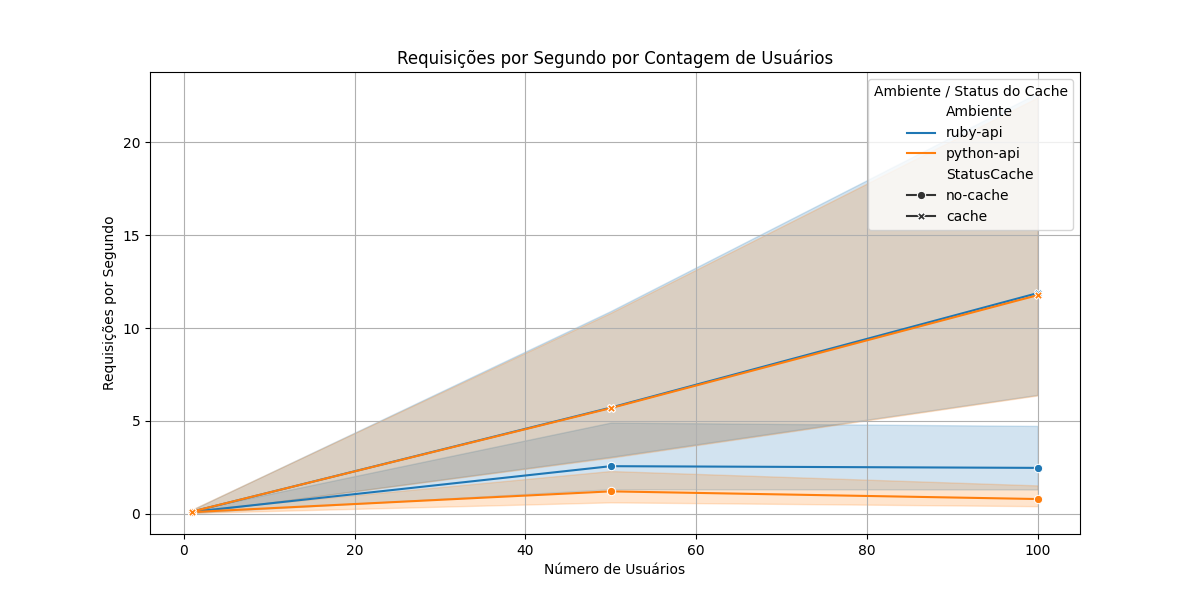 Requisições por Segundo por Contagem de Usuários
Ambiente / Status do Cache
Ambiente
ruby-api
python-api
StatusCache
no-cache
cache
Requisições por Segundo
20
15
10
5
0
0 20 40 60 80 100
Número de Usuários